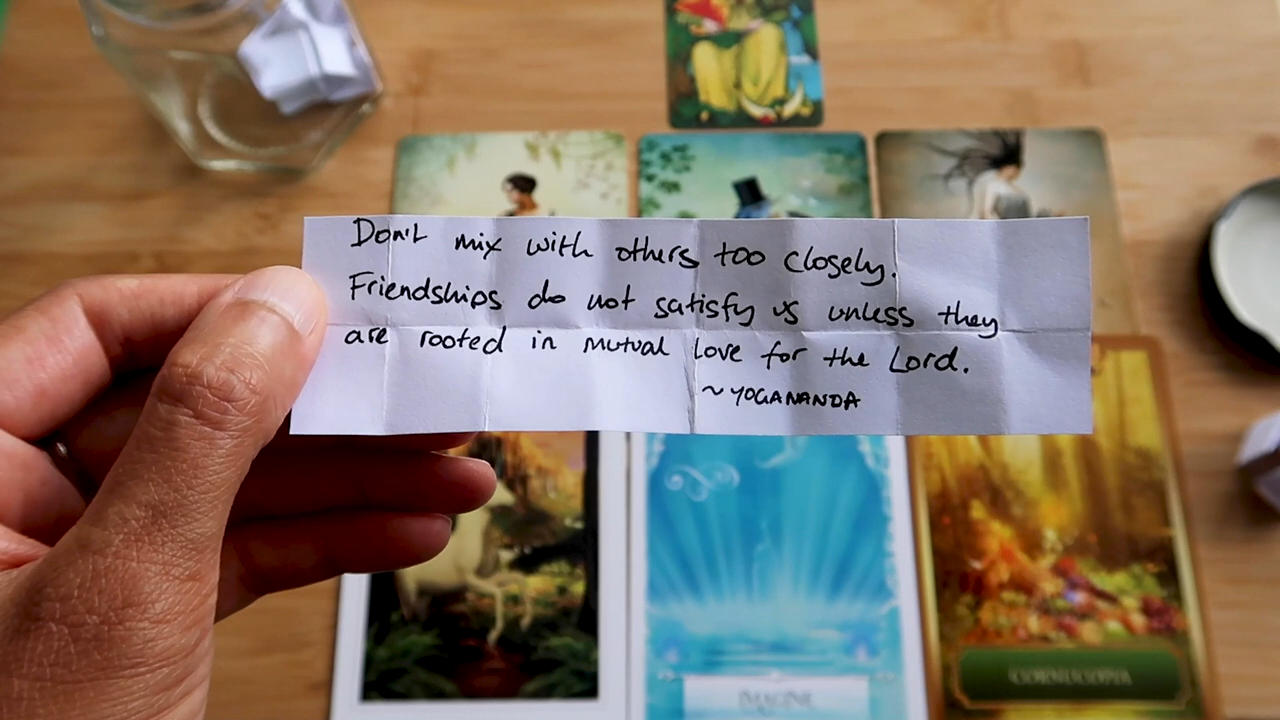 Don't mix with others too closely.
Friendships do not satisfy us unless they
are rooted in mutual love for the Lord.
~YOGANANDA
IMAGINE
CORNUCOPIA